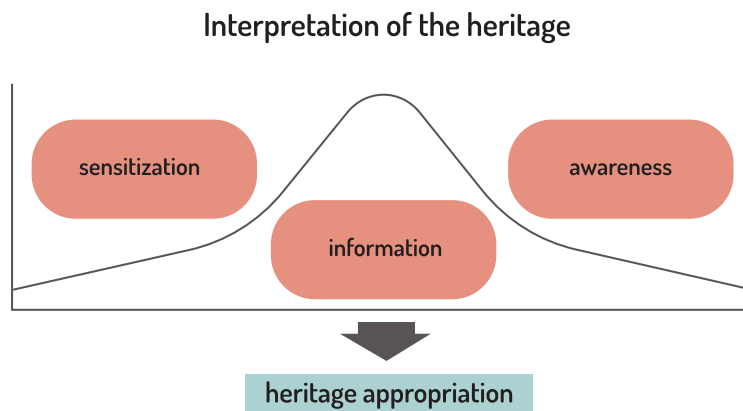 Interpretation of the heritage
sensitization
awareness
information
heritage appropriation